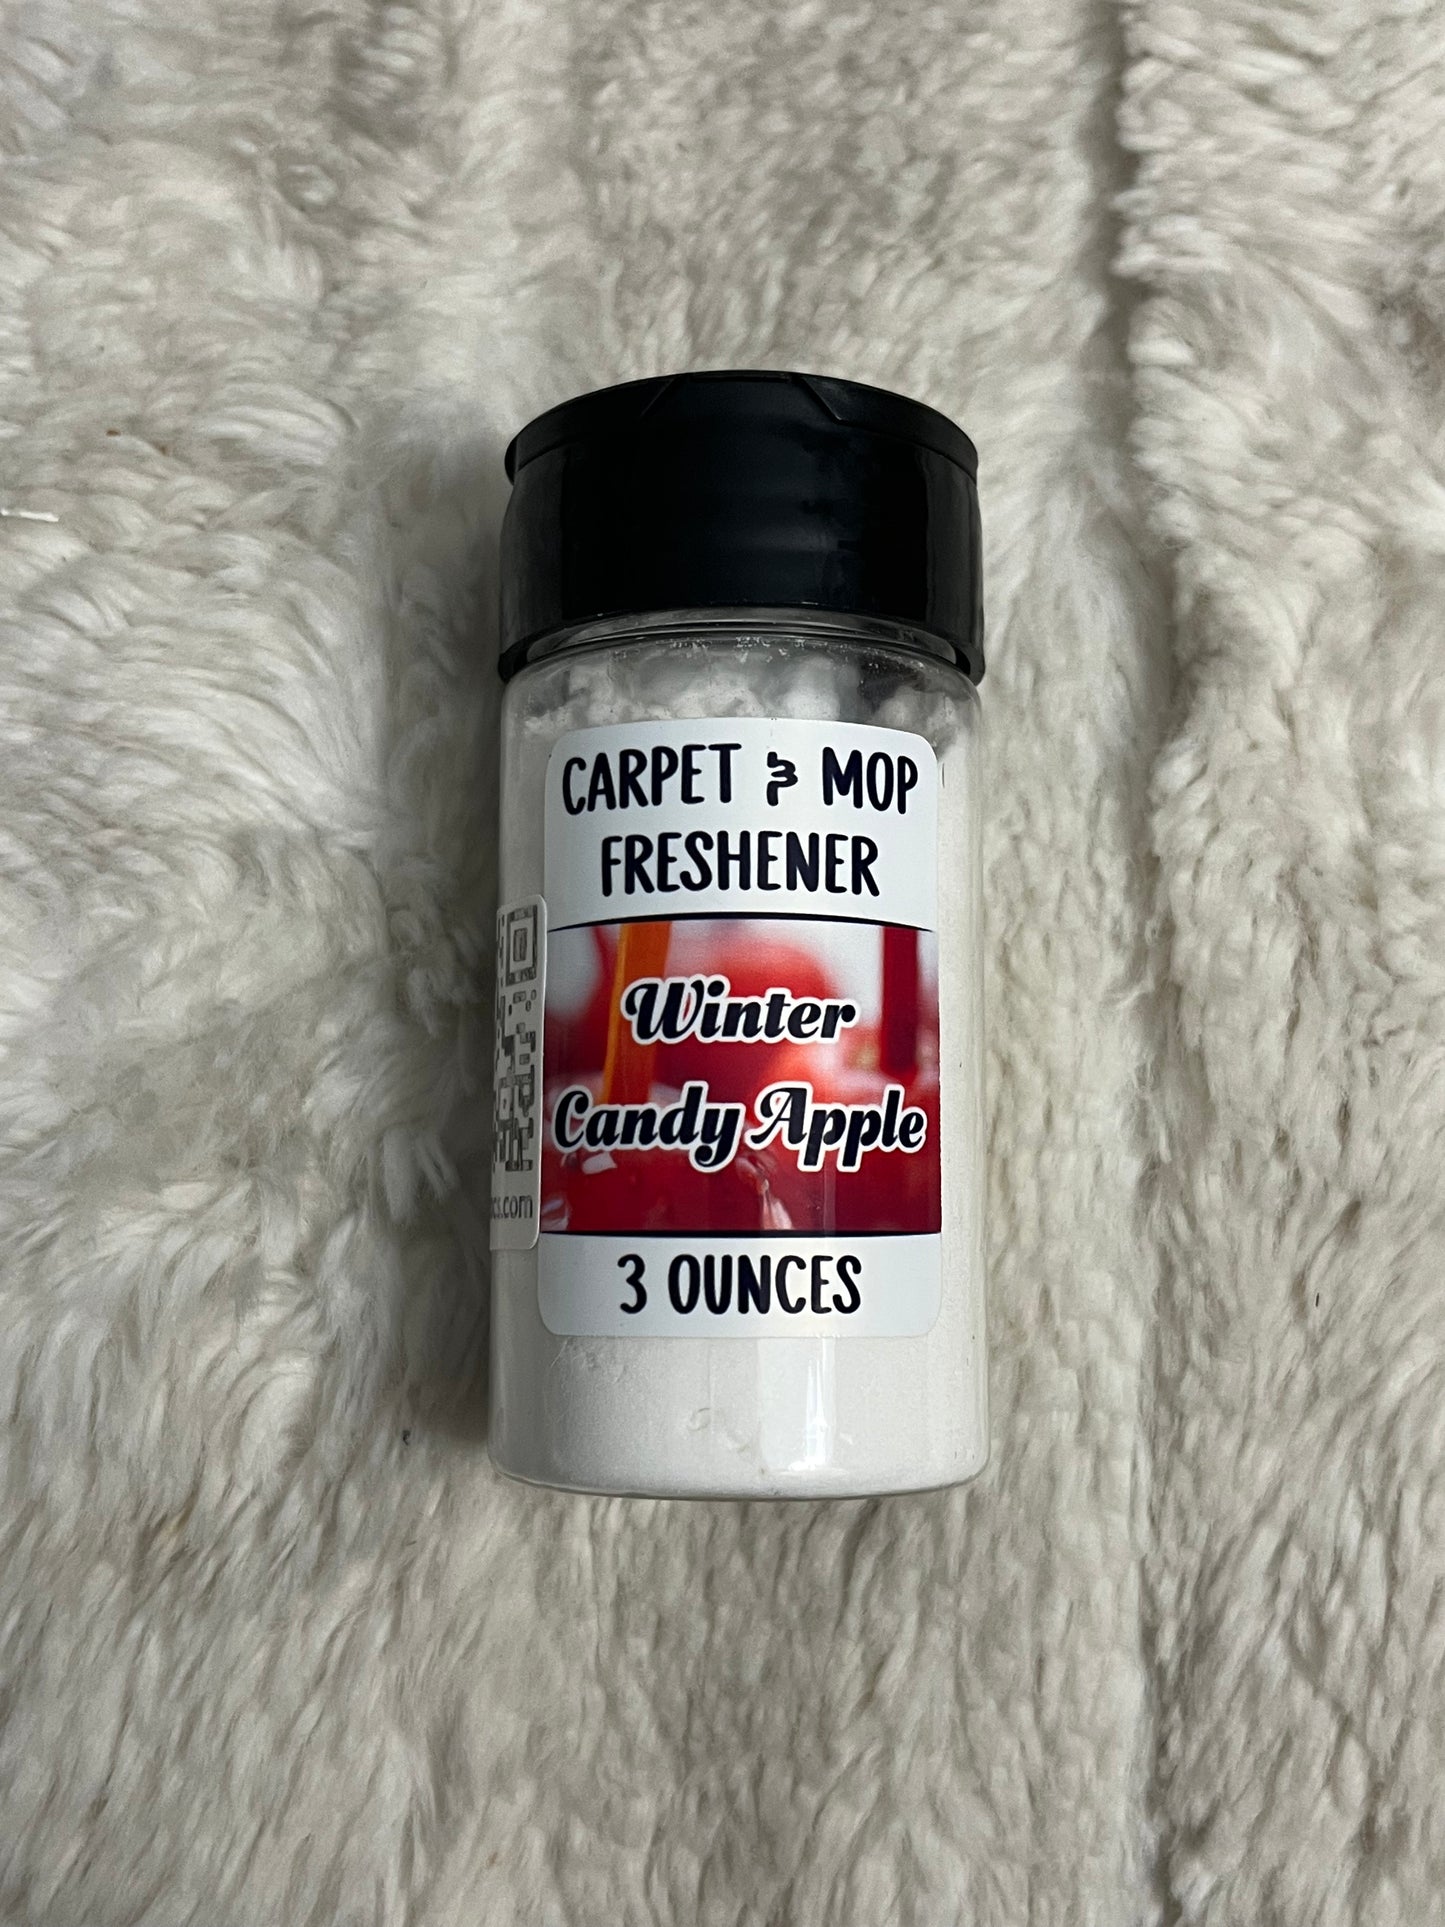 CARPET & MOP
FRESHENER
Winter
Candy Apple
3 OUNCES